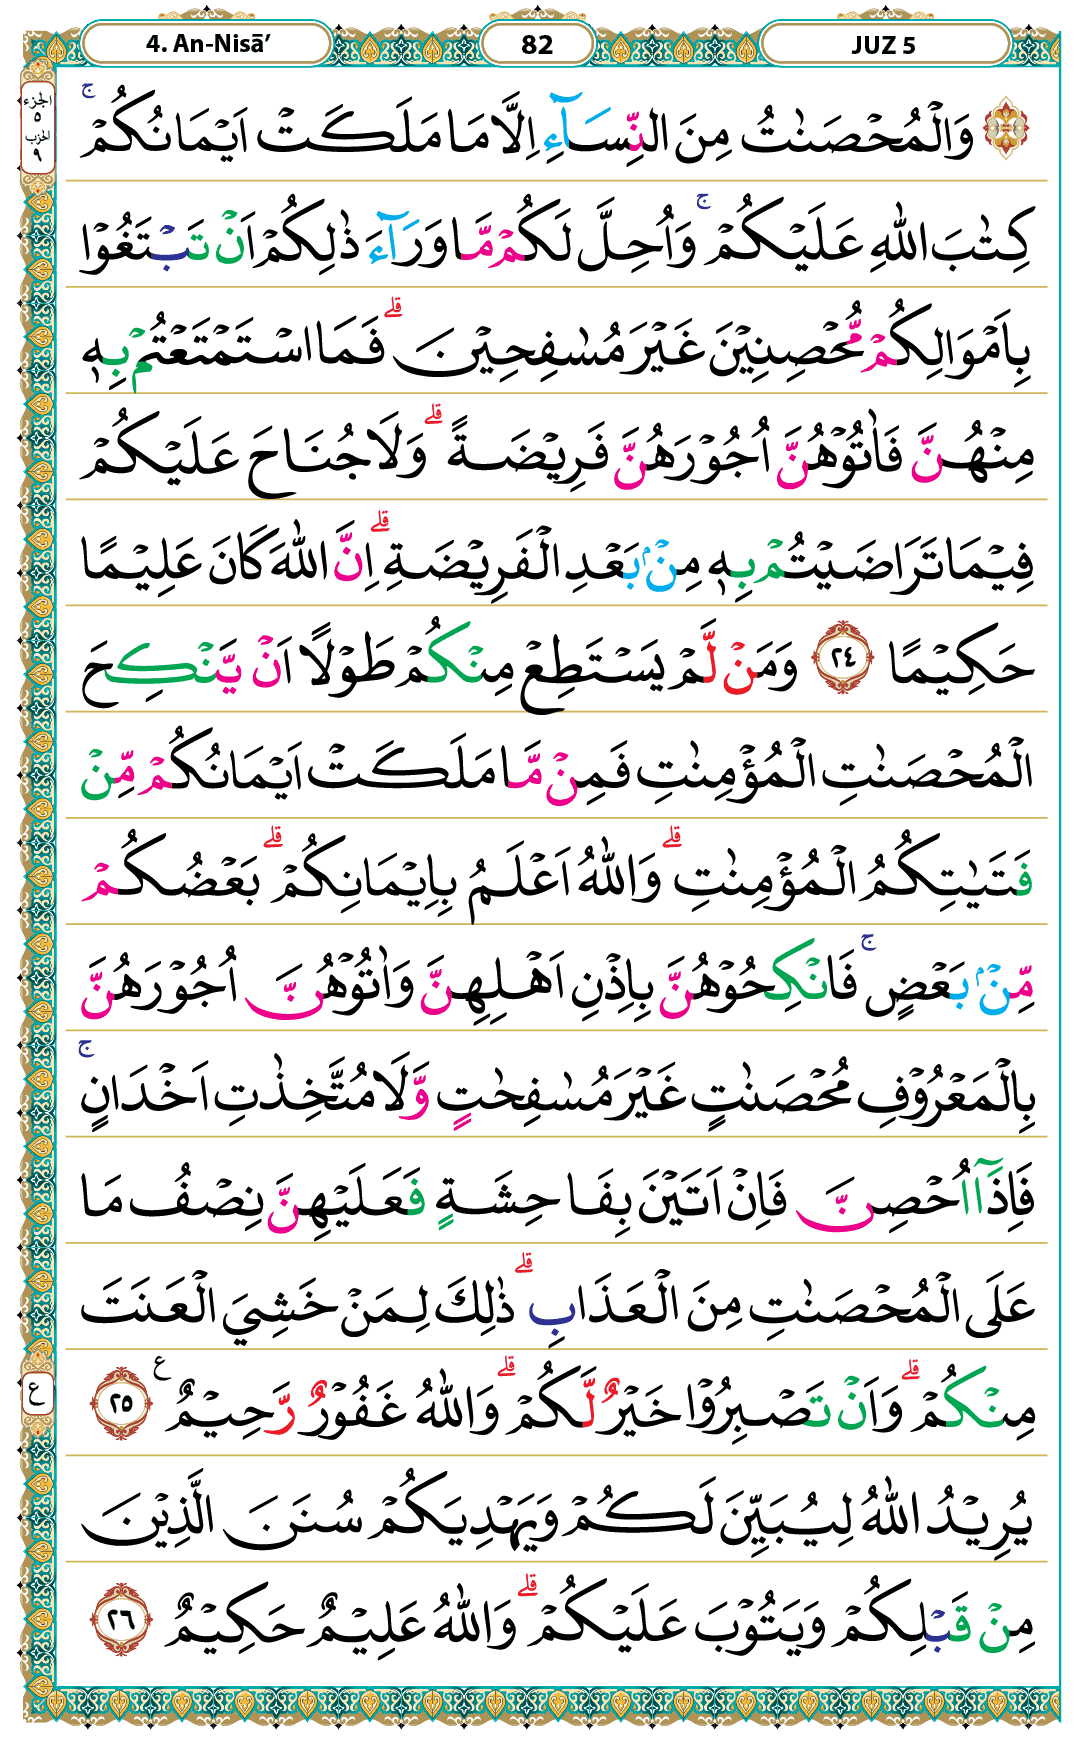 4. An-Nisā’
82
JUZ 5
الجزء
٥
الحزب
٩
وَالْمُحْصَنٰتُ مِنَ النِّسَاۤءِ اِلَّا مَا مَلَكَتْ اَيْمَانُكُمْ ۚ
كِتٰبَ اللّٰهِ عَلَيْكُمْ ۚ وَاُحِلَّ لَكُمْ مَّا وَرَاۤءَ ذٰلِكُمْ اَنْ تَبْتَغُوْا
بِاَمْوَالِكُمْ مُّحْصِنِيْنَ غَيْرَ مُسٰفِحِيْنَ ۗ فَمَا اسْتَمْتَعْتُمْ بِهٖ
مِنْهُنَّ فَاٰتُوْهُنَّ اُجُوْرَهُنَّ فَرِيْضَةً ۗ وَلَا جُنَاحَ عَلَيْكُمْ
فِيْمَا تَرَاضَيْتُمْ بِهٖ مِنْۢ بَعْدِ الْفَرِيْضَةِ ۗ اِنَّ اللّٰهَ كَانَ عَلِيْمًا
حَكِيْمًا ٢٤ وَمَنْ لَّمْ يَسْتَطِعْ مِنْكُمْ طَوْلًا اَنْ يَّنْكِحَ
الْمُحْصَنٰتِ الْمُؤْمِنٰتِ فَمِنْ مَّا مَلَكَتْ اَيْمَانُكُمْ مِّنْ
فَتَيٰتِكُمُ الْمُؤْمِنٰتِ ۗ وَاللّٰهُ اَعْلَمُ بِاِيْمَانِكُمْ ۗ بَعْضُكُمْ
مِّنْۢ بَعْضٍ ۚ فَانْكِحُوْهُنَّ بِاِذْنِ اَهْلِهِنَّ وَاٰتُوْهُنَّ اُجُوْرَهُنَّ
بِالْمَعْرُوْفِ مُحْصَنٰتٍ غَيْرَ مُسٰفِحٰتٍ وَّلَا مُتَّخِذٰتِ اَخْدَانٍ ۚ
فَاِذَآ اُحْصِنَّ فَاِنْ اَتَيْنَ بِفَاحِشَةٍ فَعَلَيْهِنَّ نِصْفُ مَا
عَلَى الْمُحْصَنٰتِ مِنَ الْعَذَابِ ۗ ذٰلِكَ لِمَنْ خَشِيَ الْعَنَتَ
مِنْكُمْ ۗ وَاَنْ تَصْبِرُوْا خَيْرٌ لَّكُمْ ۗ وَاللّٰهُ غَفُوْرٌ رَّحِيْمٌ ࣖ ٢٥
ع
يُرِيْدُ اللّٰهُ لِيُبَيِّنَ لَكُمْ وَيَهْدِيَكُمْ سُنَنَ الَّذِيْنَ
مِنْ قَبْلِكُمْ وَيَتُوْبَ عَلَيْكُمْ ۗ وَاللّٰهُ عَلِيْمٌ حَكِيْمٌ ٢٦